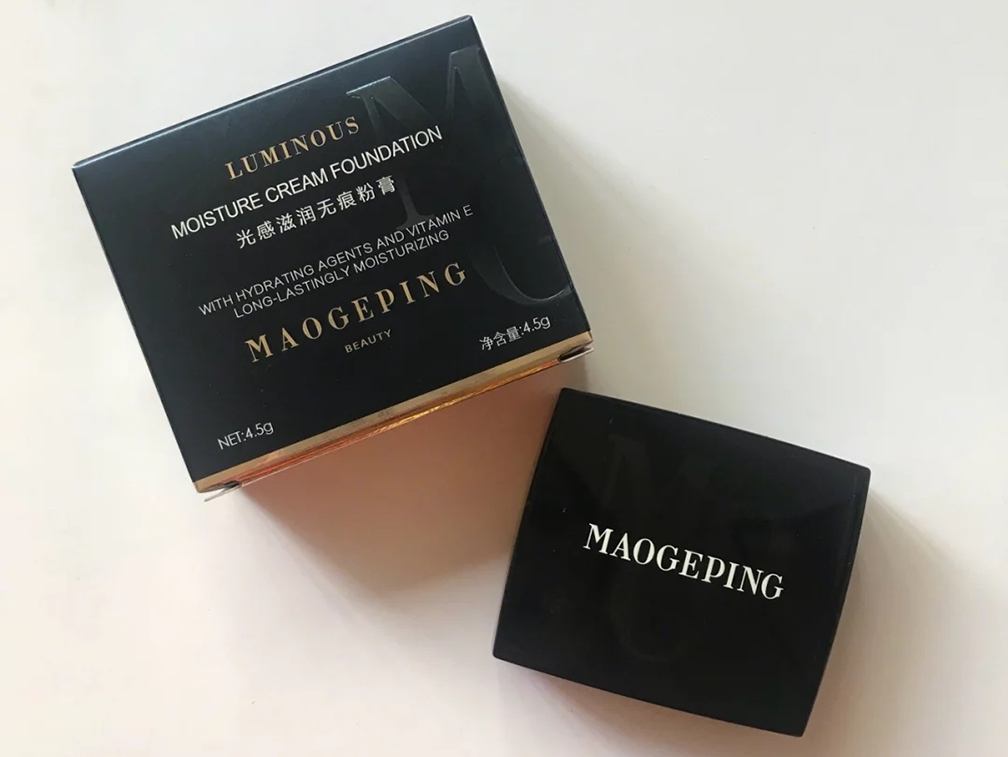 LUMINOUS
MOISTURE CREAM FOUNDATION
光感滋润无痕粉膏
WITH HYDRATING AGENTS AND VITAMIN E
LONG-LASTINGLY MOISTURIZING
MAOGEPING
BEAUTY
净含量:4.5g
NET:4.5g
MAOGEPING